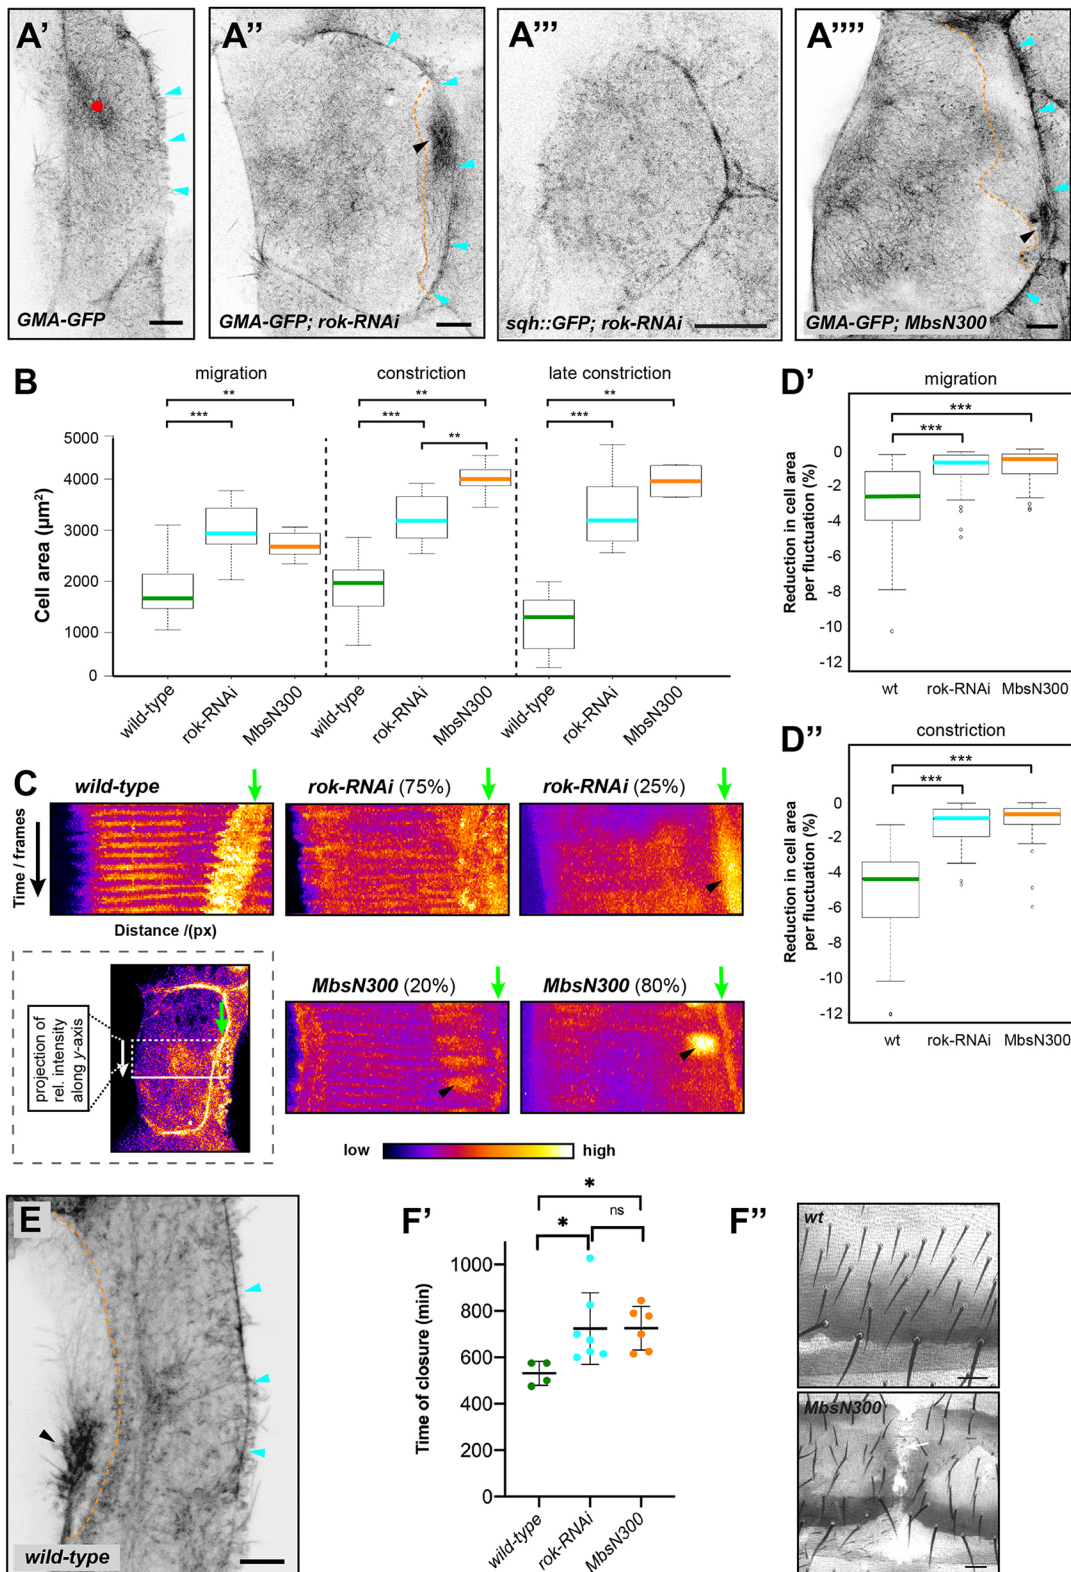 A'
GMA-GFP
A''
GMA-GFP; rok-RNAi
A'''
sqh::GFP; rok-RNAi
A''''
GMA-GFP; MbsN300
B
migration
constriction
late constriction
**
**
**
***
***
**
***
Cell area (µm²)
5000
4000
3000
2000
1000
0
wild-type
rok-RNAi
MbsN300
wild-type
rok-RNAi
MbsN300
wild-type
rok-RNAi
MbsN300
D'
migration
***
***
Reduction in cell area
per fluctuation (%)
0
-2
-4
-6
-8
-10
-12
wt
rok-RNAi
MbsN300
D''
constriction
***
***
Reduction in cell area
per fluctuation (%)
0
-2
-4
-6
-8
-10
-12
wt
rok-RNAi
MbsN300
C
wild-type
rok-RNAi (75%)
rok-RNAi (25%)
Time / frames
Distance /(px)
projection of
rel. intensity
along y-axis
MbsN300 (20%)
MbsN300 (80%)
low
high
E
wild-type
F'
*
*
ns
Time of closure (min)
1000
800
600
400
200
0
wild-type
rok-RNAi
MbsN300
F''
wt
MbsN300